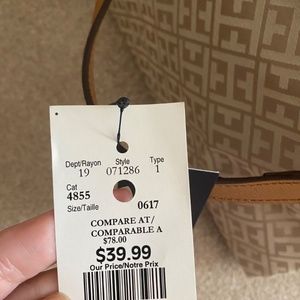 Dept/Rayon Style Type
19 071286 1
Cat
4855 0617
Size/Taille
COMPARE AT/
COMPARABLE A
$78.00
$39.99
Our Price/Notre Prix